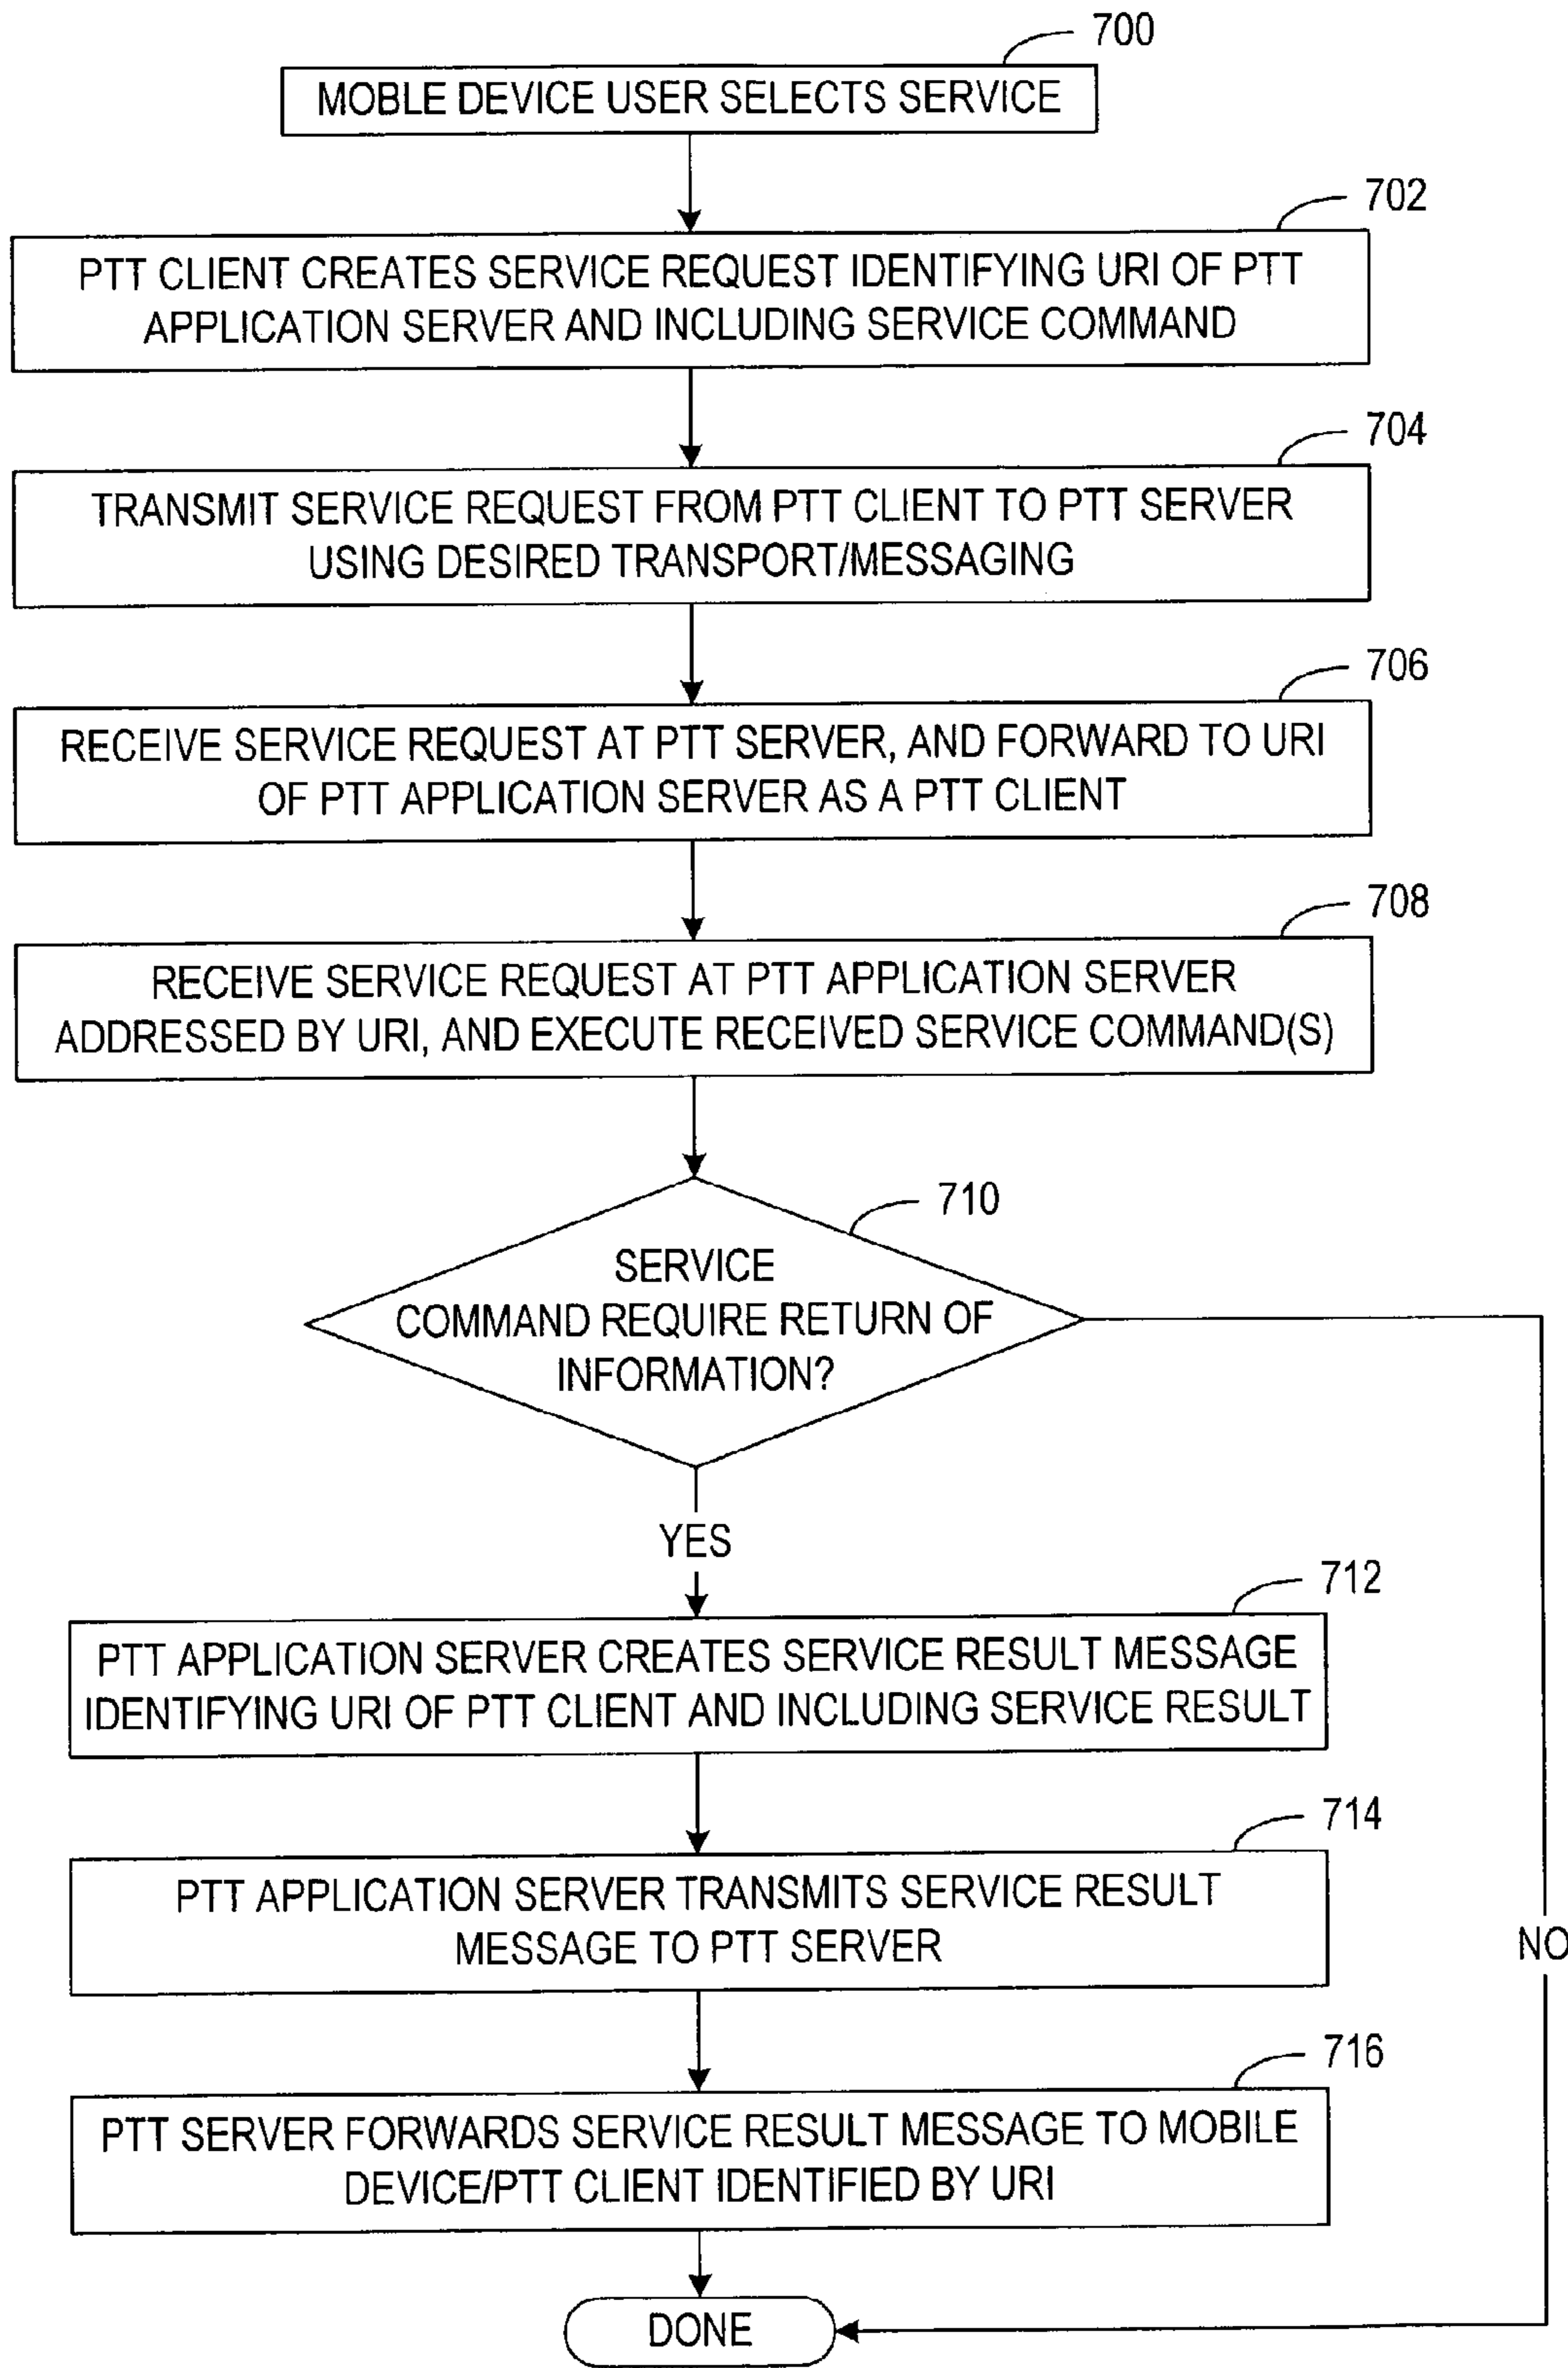 700
MOBLE DEVICE USER SELECTS SERVICE
702
PTT CLIENT CREATES SERVICE REQUEST IDENTIFYING URI OF PTT
APPLICATION SERVER AND INCLUDING SERVICE COMMAND
704
TRANSMIT SERVICE REQUEST FROM PTT CLIENT TO PTT SERVER
USING DESIRED TRANSPORT/MESSAGING
706
RECEIVE SERVICE REQUEST AT PTT SERVER, AND FORWARD TO URI
OF PTT APPLICATION SERVER AS A PTT CLIENT
708
RECEIVE SERVICE REQUEST AT PTT APPLICATION SERVER
ADDRESSED BY URI, AND EXECUTE RECEIVED SERVICE COMMAND(S)
710
SERVICE
COMMAND REQUIRE RETURN OF
INFORMATION?
YES
712
PTT APPLICATION SERVER CREATES SERVICE RESULT MESSAGE
IDENTIFYING URI OF PTT CLIENT AND INCLUDING SERVICE RESULT
714
PTT APPLICATION SERVER TRANSMITS SERVICE RESULT
MESSAGE TO PTT SERVER
NO
716
PTT SERVER FORWARDS SERVICE RESULT MESSAGE TO MOBILE
DEVICE/PTT CLIENT IDENTIFIED BY URI
DONE